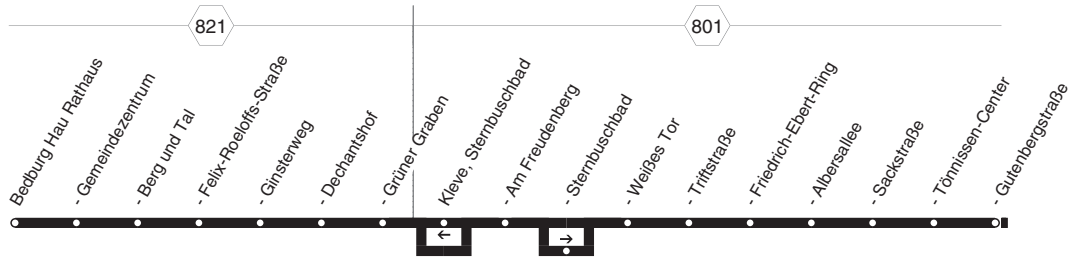 821
801
Bedburg Hau Rathaus
- Gemeindezentrum
- Berg und Tal
- Felix-Roeloffs-Straße
- Ginsterweg
- Dechantshof
- Grüner Graben
Kleve, Sternbuschbad
- Am Freudenberg
- Sternbuschbad
- Weißes Tor
- Triftstraße
- Friedrich-Ebert-Ring
- Albersallee
- Sackstraße
- Tönnissen-Center
- Gutenbergstraße